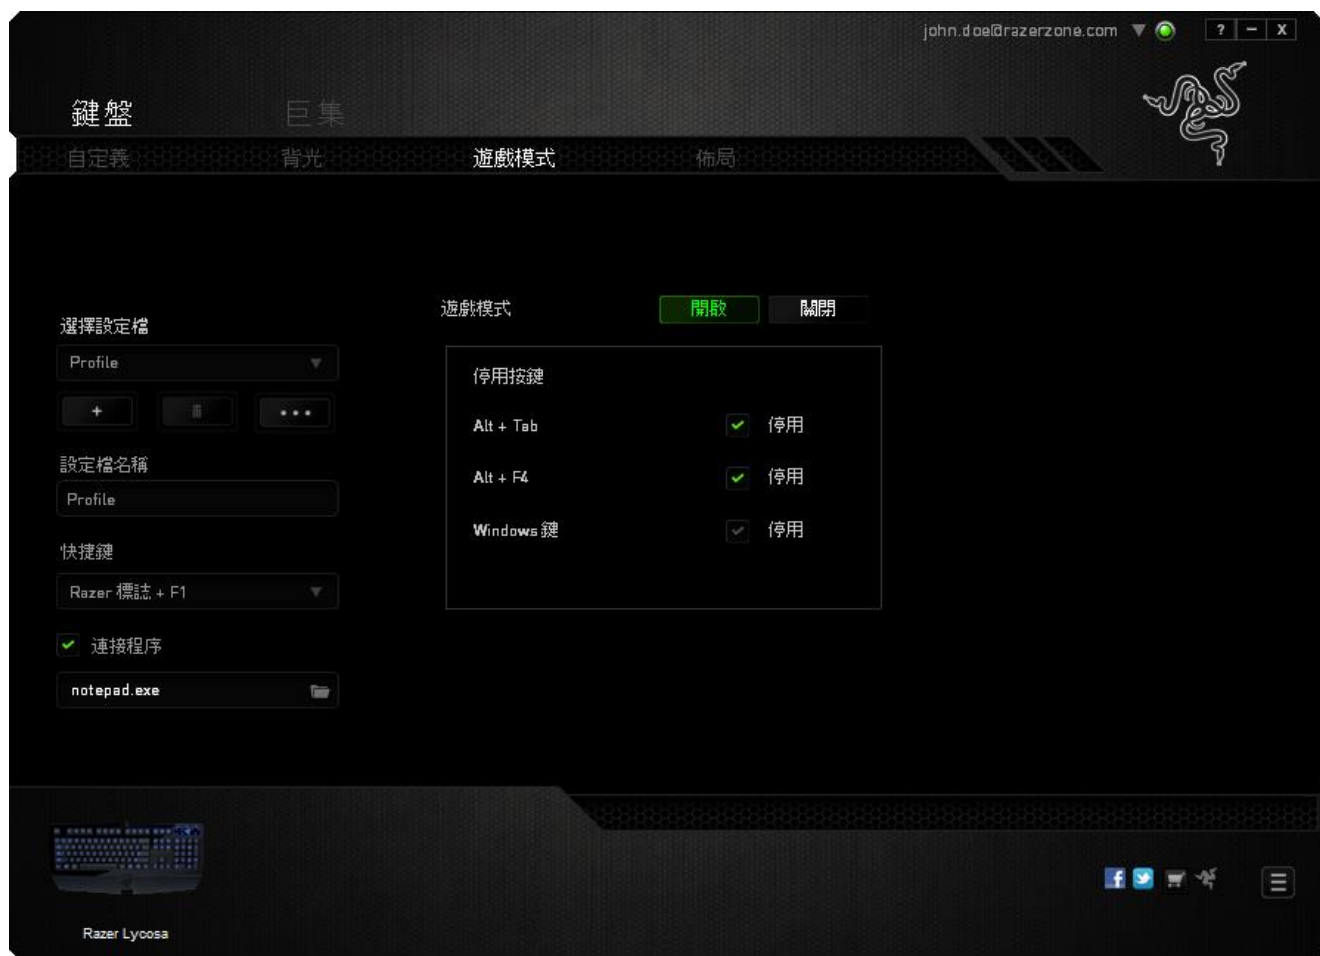 john.doe@razerzone.com
? – X
鍵盤 巨集
自定義 背光 遊戲模式 佈局
選擇設定檔
Profile
+ •••
設定檔名稱
Profile
快捷鍵
Razer 標誌 + F1
連接程序
notepad.exe
遊戲模式 開啟 關閉
停用按鍵
Alt + Tab 停用
Alt + F4 停用
Windows 鍵 停用
Razer Lycosa